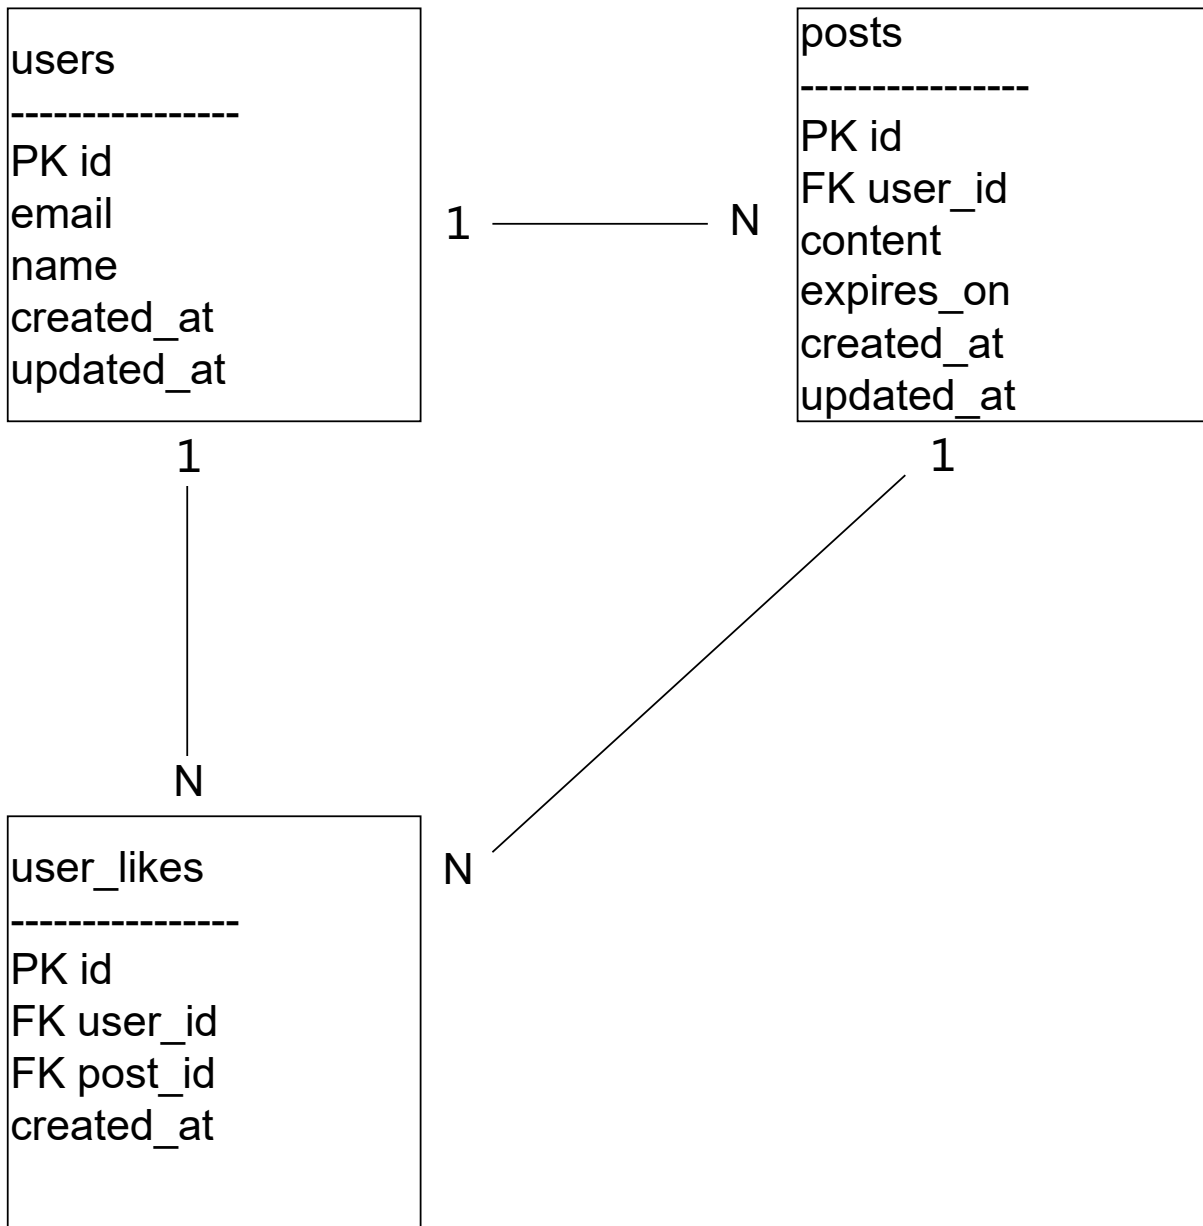 users
----------------
PK id
email
name
created_at
updated_at
1
N
posts
----------------
PK id
FK user_id
content
expires_on
created_at
updated_at
1
1
N
N
user_likes
----------------
PK id
FK user_id
FK post_id
created_at